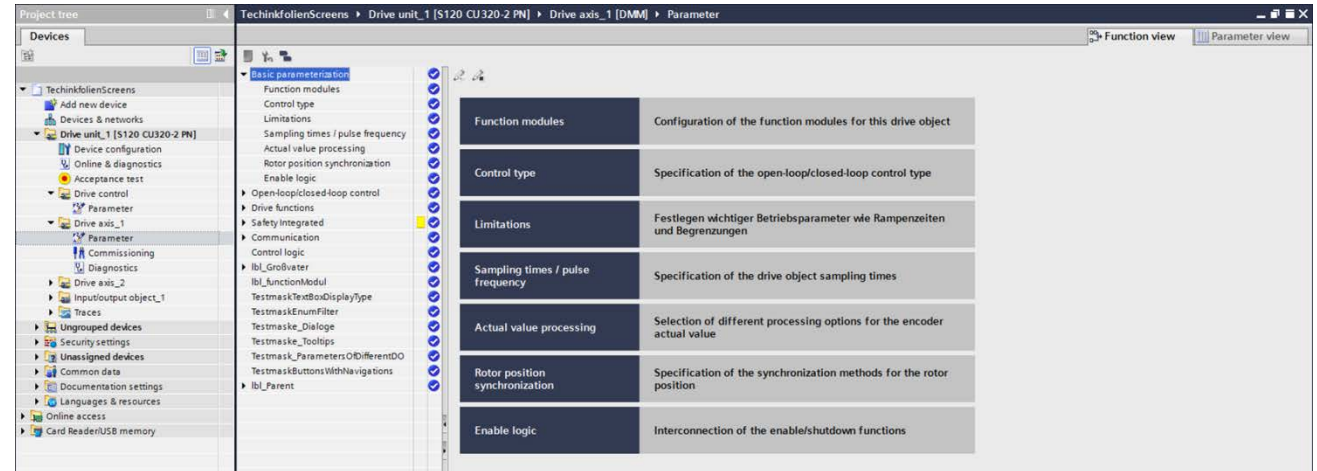 Project tree
TechinkfolienScreens ▸ Drive unit_1 [S120 CU320-2 PN] ▸ Drive axis_1 [DMM] ▸ Parameter
Devices
Function view
Parameter view
TechinkfolienScreens
Add new device
Devices & networks
Drive unit_1 [S120 CU320-2 PN]
Device configuration
Online & diagnostics
Acceptance test
Drive control
Parameter
Drive axis_1
Parameter
Commissioning
Diagnostics
Drive axis_2
Input/output object_1
Traces
Ungrouped devices
Security settings
Unassigned devices
Common data
Documentation settings
Languages & resources
Online access
Card Reader/USB memory
Basic parameterization
Function modules
Control type
Limitations
Sampling times / pulse frequency
Actual value processing
Rotor position synchronization
Enable logic
Open-loop/closed-loop control
Drive functions
Safety Integrated
Communication
Control logic
lbl_Großvater
lbl_functionModul
TestmaskTextBoxDisplayType
TestmaskEnumFilter
Testmaske_Dialoge
Testmaske_Tooltips
Testmask_ParametersOfDifferentDO
TestmaskButtonsWithNavigations
lbl_Parent
Function modules
Configuration of the function modules for this drive object
Control type
Specification of the open-loop/closed-loop control type
Limitations
Festlegen wichtiger Betriebsparameter wie Rampenzeiten
und Begrenzungen
Sampling times / pulse
frequency
Specification of the drive object sampling times
Actual value processing
Selection of different processing options for the encoder
actual value
Rotor position
synchronization
Specification of the synchronization methods for the rotor
position
Enable logic
Interconnection of the enable/shutdown functions